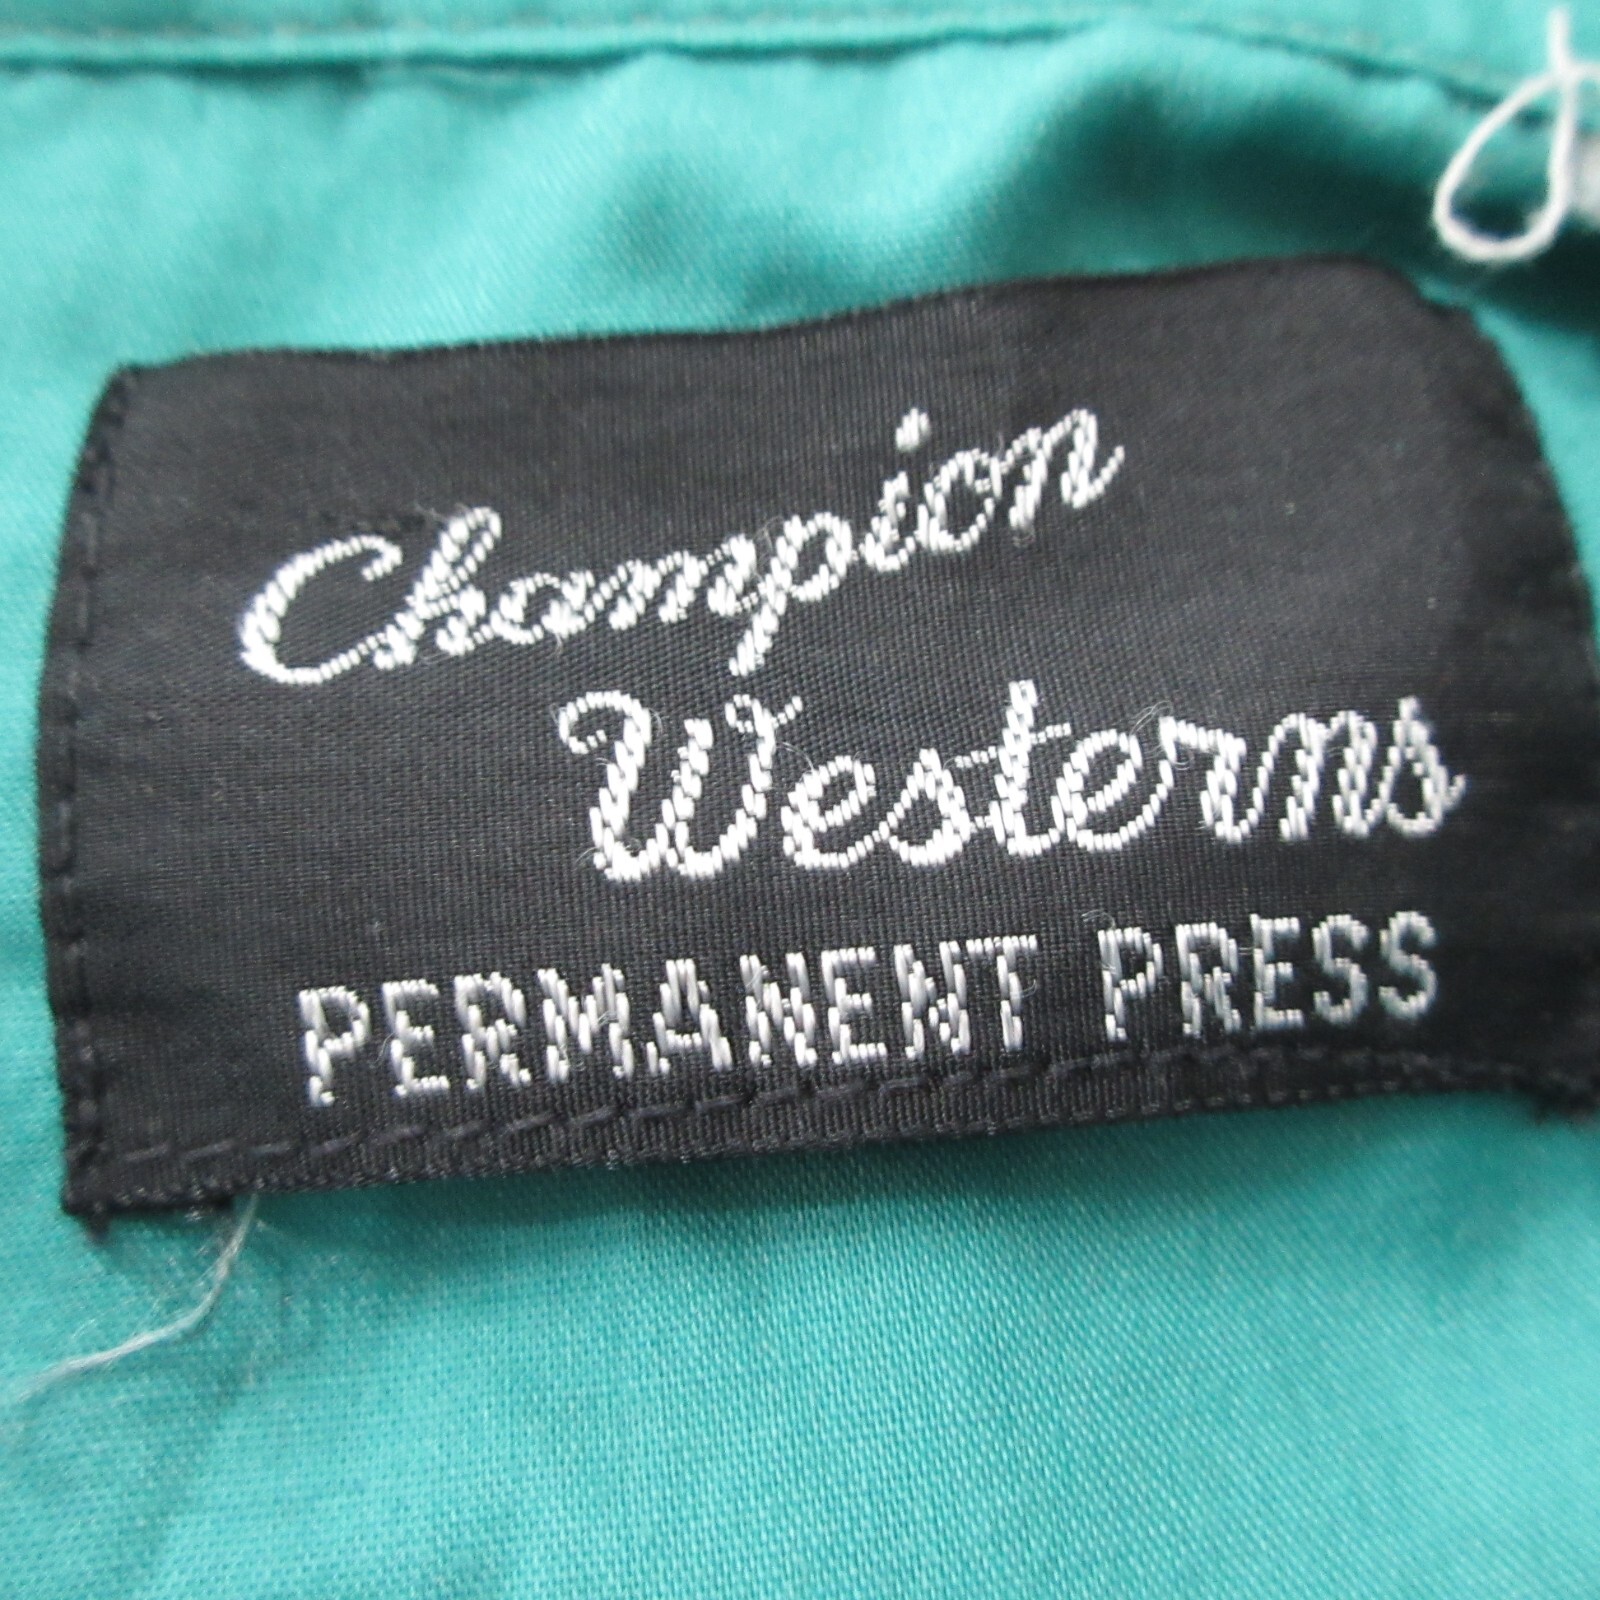 Champion
Westerns
PERMANENT PRESS